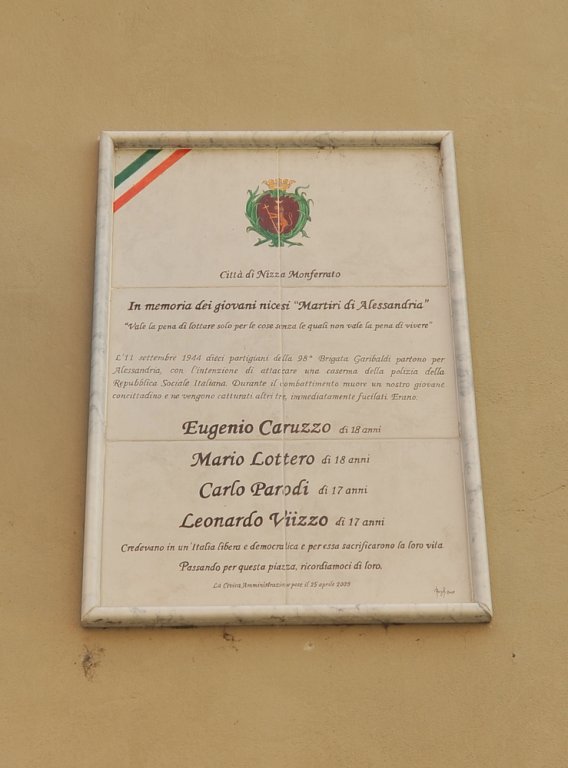 Città di Nizza Monferrato
In memoria dei giovani nicesi "Martiri di Alessandria"
"Vale la pena di lottare solo per le cose senza le quali non vale la pena di vivere"
L'11 settembre 1944 dieci partigiani della 98ª Brigata Garibaldi partono per
Alessandria, con l'intenzione di attaccare una caserma della polizia della
Repubblica Sociale Italiana. Durante il combattimento muore un nostro giovane
concittadino e ne vengono catturati altri tre, immediatamente fucilati. Erano.
Eugenio Caruzzo di 18 anni
Mario Lottero di 18 anni
Carlo Parodi di 17 anni
Leonardo Viizzo di 17 anni
Credevano in un'Italia libera e democratica e per essa sacrificarono la loro vita
Passando per questa piazza, ricordiamoci di loro.
La Civica Amministrazione pose il 25 aprile 2009